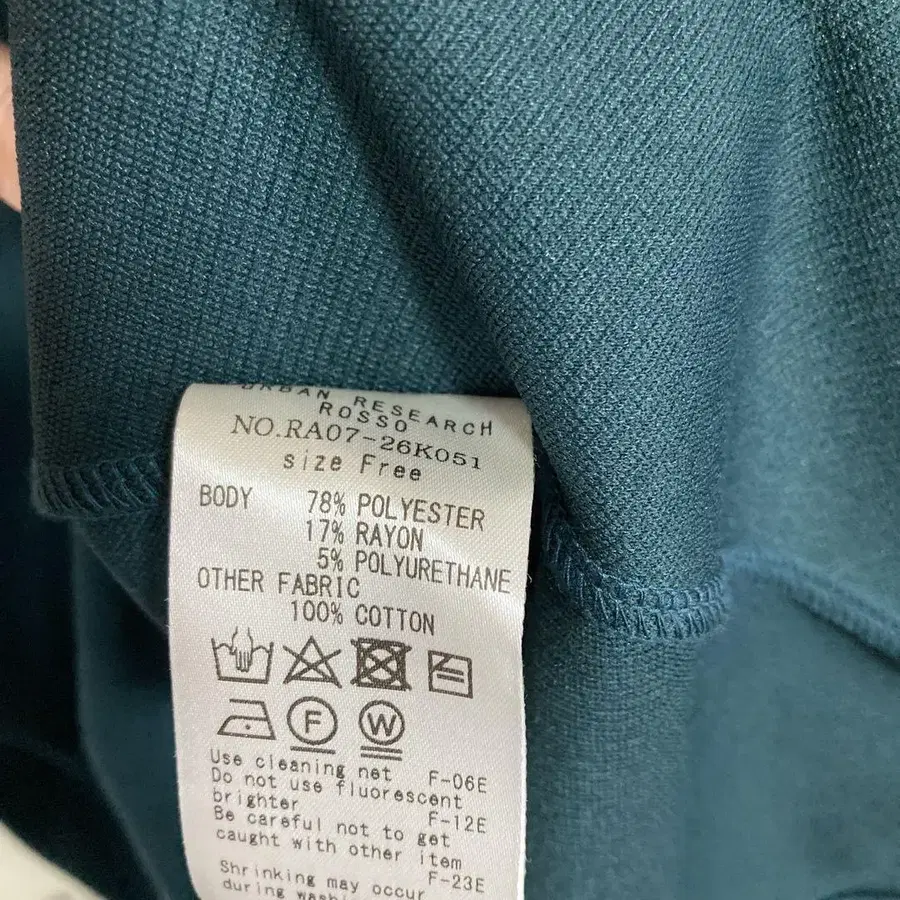 URBAN RESEARCH
ROSSO
NO.RA07-26K051
size Free
BODY 78% POLYESTER
17% RAYON
5% POLYURETHANE
OTHER FABRIC
100% COTTON
F W
Use cleaning net F-06E
Do not use fluorescent
brighter F-12E
Be careful not to get
caught with other item
F-23E
Shrinking may occur
during